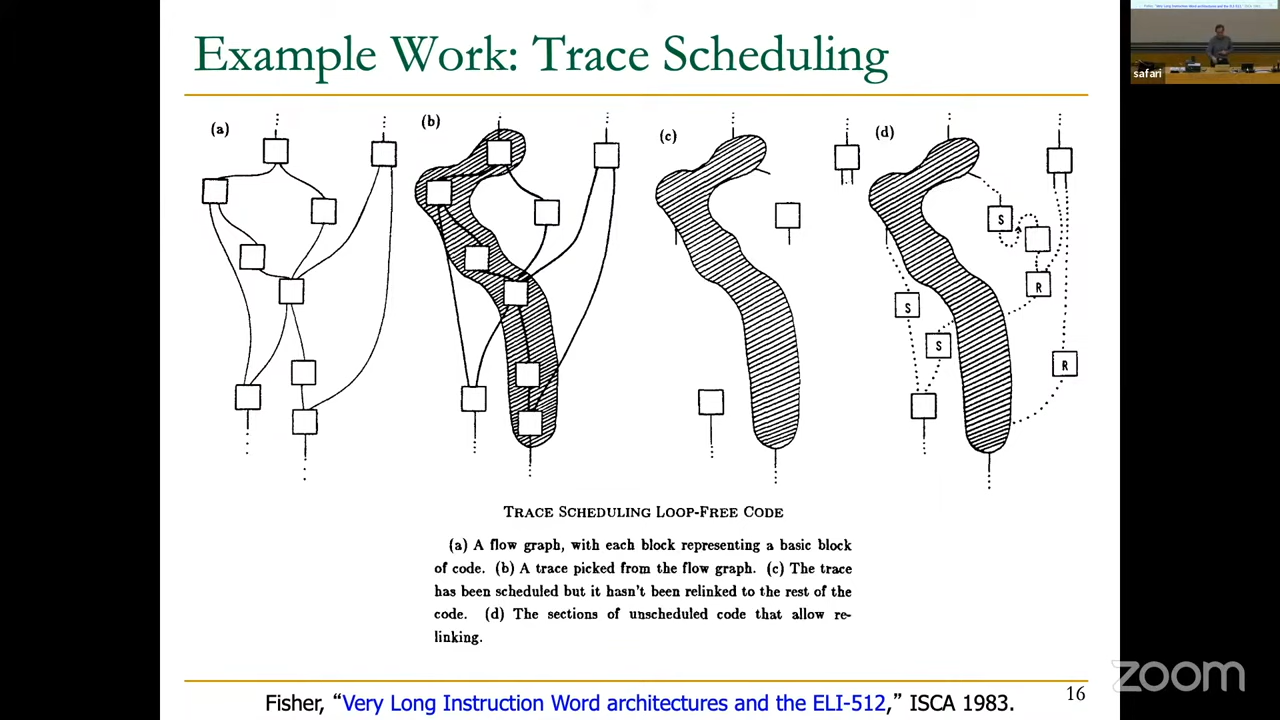 Example Work: Trace Scheduling
(a)
(b)
(c)
(d)
S
R
S
S
R
TRACE SCHEDULING LOOP-FREE CODE
(a) A flow graph, with each block representing a basic block
of code. (b) A trace picked from the flow graph. (c) The trace
has been scheduled but it hasn't been relinked to the rest of the
code. (d) The sections of unscheduled code that allow re-
linking.
Fisher, “Very Long Instruction Word architectures and the ELI-512,” ISCA 1983.
16
safari
zoom